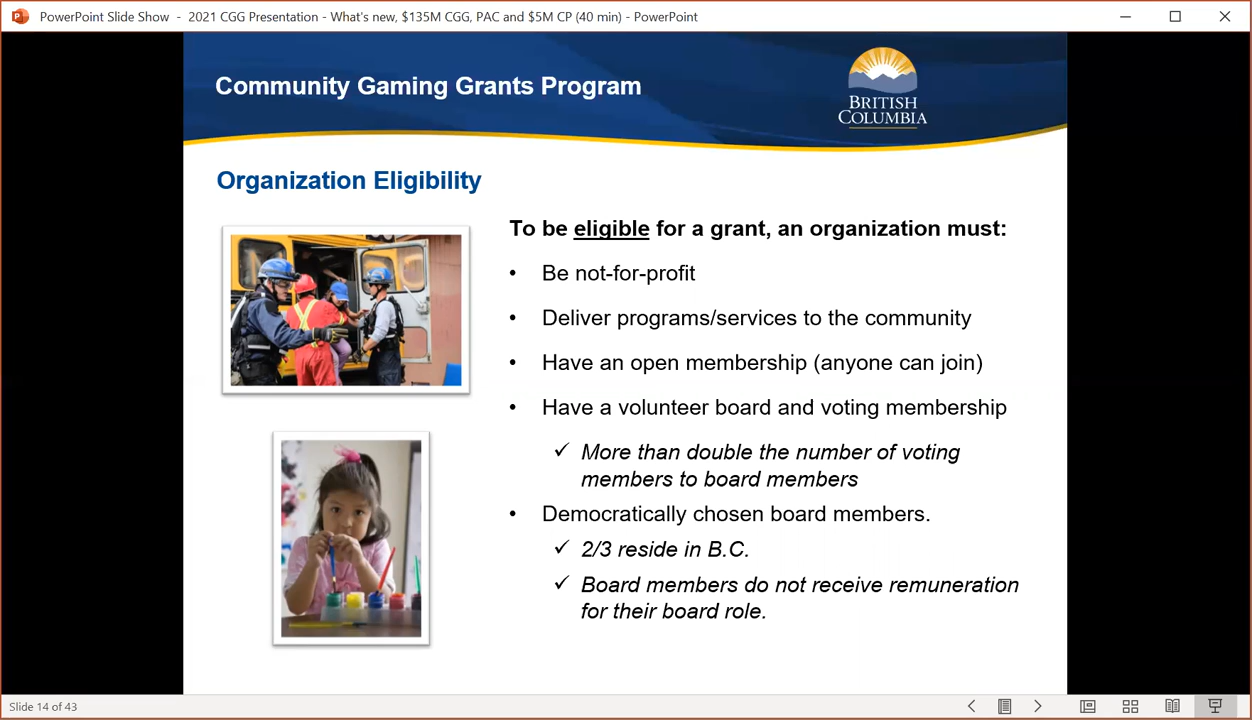 PowerPoint Slide Show - 2021 CGG Presentation - What's new, $135M CGG, PAC and $5M CP (40 min) - PowerPoint
Community Gaming Grants Program
BRITISH
COLUMBIA
Organization Eligibility
To be eligible for a grant, an organization must:
• Be not-for-profit
• Deliver programs/services to the community
• Have an open membership (anyone can join)
• Have a volunteer board and voting membership
✓ More than double the number of voting
members to board members
• Democratically chosen board members.
✓ 2/3 reside in B.C.
✓ Board members do not receive remuneration
for their board role.
Slide 14 of 43